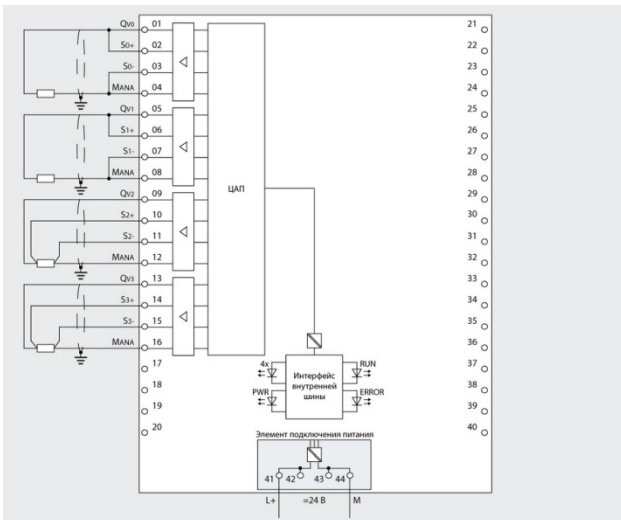 Qv0 01 21
S0+ 02 22
S0- 03 23
MANA 04 24
Qv1 05 25
S1+ 06 26
S1- 07 27
MANA 08 28
ЦАП
Qv2 09 29
S2+ 10 30
S2- 11 31
MANA 12 32
Qv3 13 33
S3+ 14 34
S3- 15 35
MANA 16 36
17 37
4x RUN
Интерфейс
внутренней
шины
18 38
PWR ERROR
19 39
20 40
Элемент подключения питания
41 42 43 44
L+ =24 В M